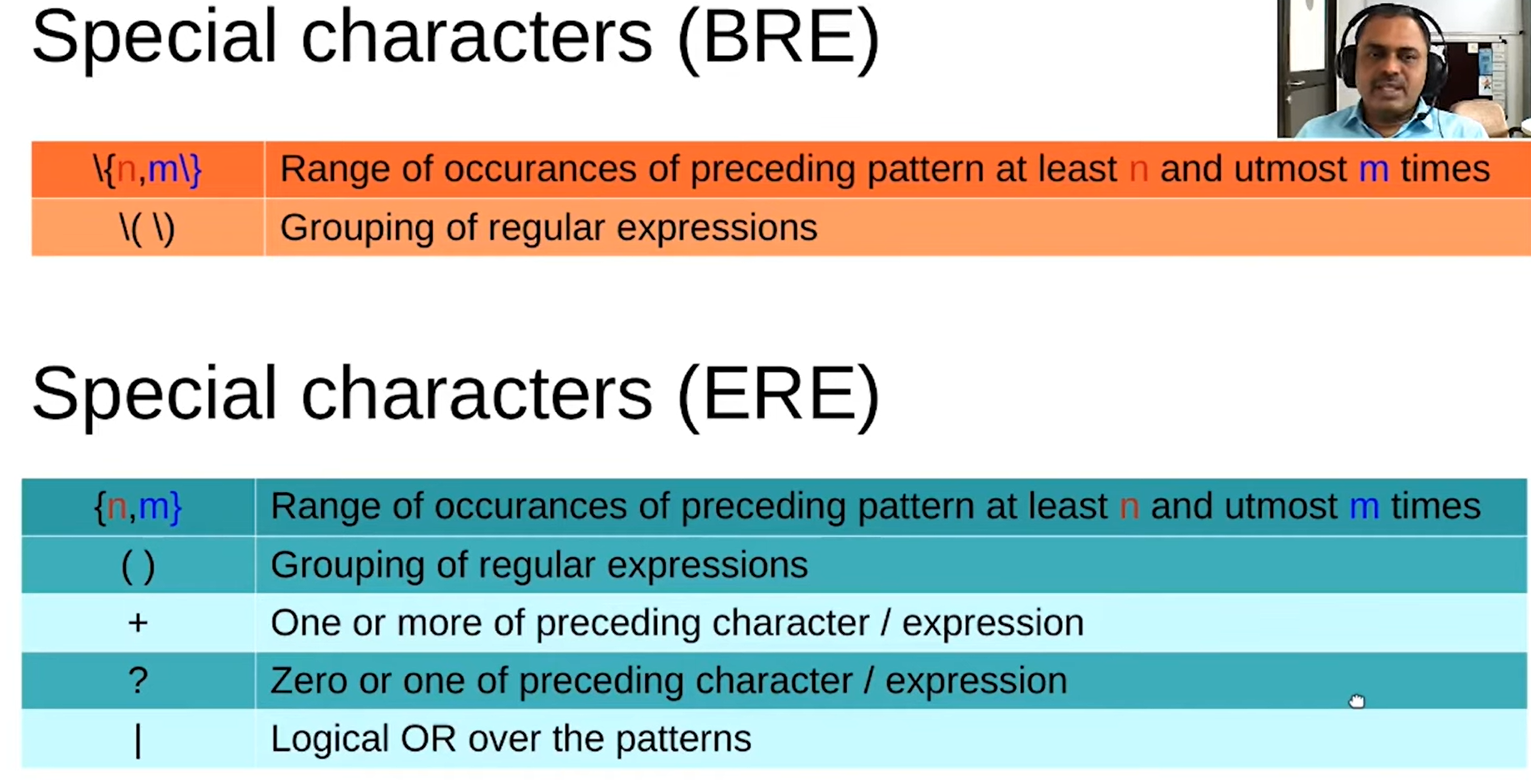 Special characters (BRE)
\{n,m\} Range of occurances of preceding pattern at least n and utmost m times
\( \) Grouping of regular expressions
Special characters (ERE)
{n,m} Range of occurances of preceding pattern at least n and utmost m times
( ) Grouping of regular expressions
+ One or more of preceding character / expression
? Zero or one of preceding character / expression
| Logical OR over the patterns